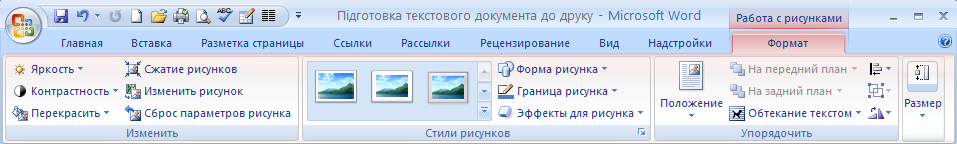 Підготовка текстового документа до друку - Microsoft Word
Работа с рисунками
Главная Вставка Разметка страницы Ссылки Рассылки Рецензирование Вид Надстройки Формат
Яркость Сжатие рисунков Форма рисунка На передний план
Контрастность Изменить рисунок Граница рисунка Положение На задний план Размер
Перекрасить Сброс параметров рисунка Эффекты для рисунка Обтекание текстом
Изменить Стили рисунков Упорядочить